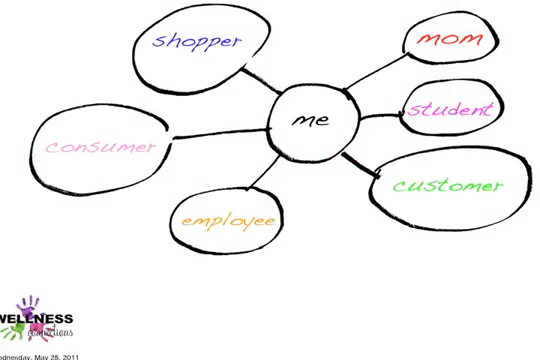 shopper
mom
me
student
consumer
customer
employee
WELLNESS
connections
Wednesday, May 25, 2011